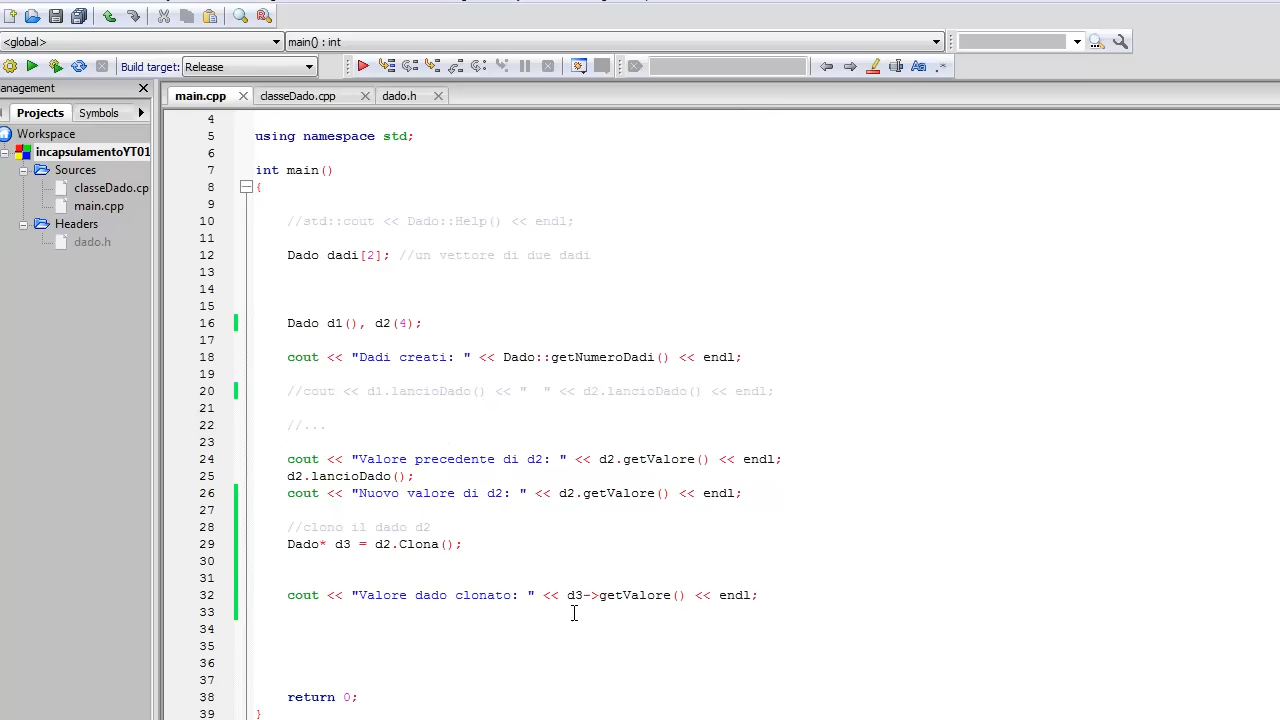 <global>
main() : int
Build target: Release
anagement
Projects Symbols
Workspace
incapsulamentoYT01
Sources
classeDado.cp
main.cpp
Headers
dado.h
main.cpp classeDado.cpp dado.h
4
5 using namespace std;
6
7 int main()
8 {
9
10 //std::cout << Dado::Help() << endl;
11
12 Dado dadi[2]; //un vettore di due dadi
13
14
15
16 Dado d1(), d2(4);
17
18 cout << "Dadi creati: " << Dado::getNumeroDadi() << endl;
19
20 //cout << d1.lancioDado() << "  " << d2.lancioDado() << endl;
21
22 //...
23
24 cout << "Valore precedente di d2: " << d2.getValore() << endl;
25 d2.lancioDado();
26 cout << "Nuovo valore di d2: " << d2.getValore() << endl;
27
28 //clono il dado d2
29 Dado* d3 = d2.Clona();
30
31
32 cout << "Valore dado clonato: " << d3->getValore() << endl;
33
34
35
36
37
38 return 0;
39 }